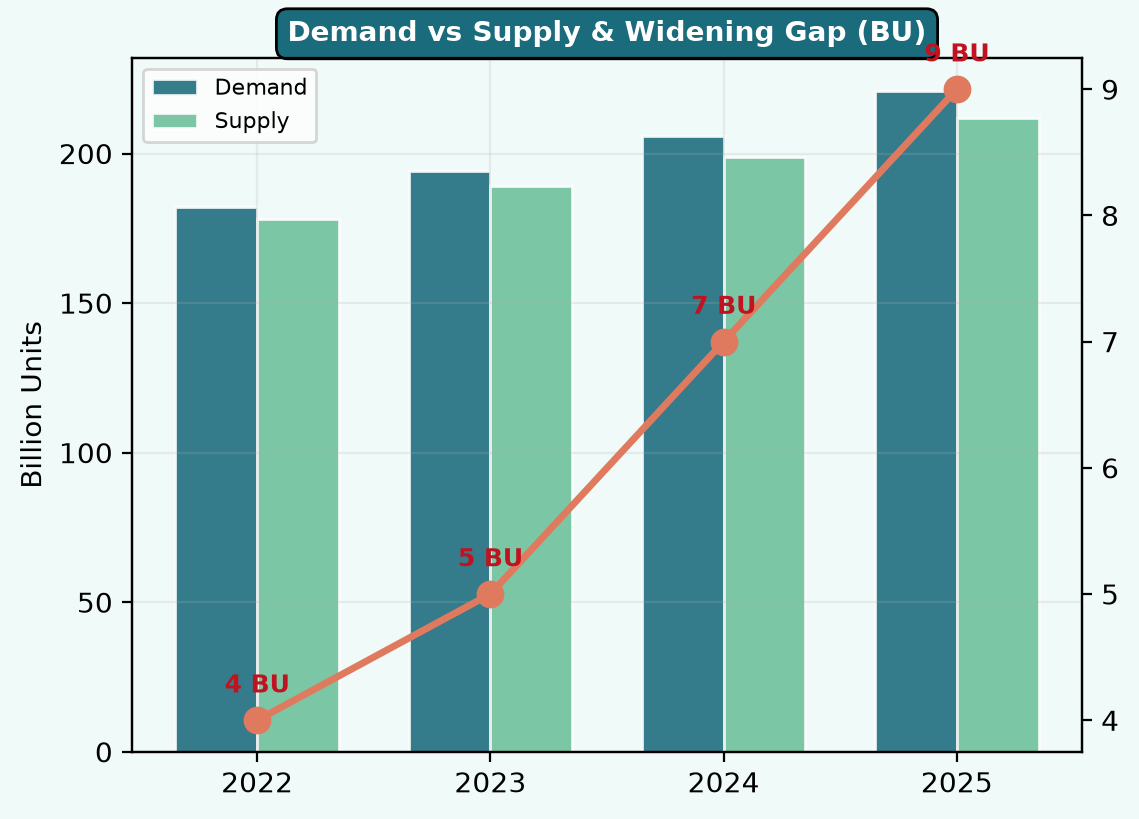 Demand vs Supply & Widening Gap (BU)
Demand
Supply
Billion Units
200
150
100
50
0
9
8
7
6
5
4
9 BU
7 BU
5 BU
4 BU
2022 2023 2024 2025